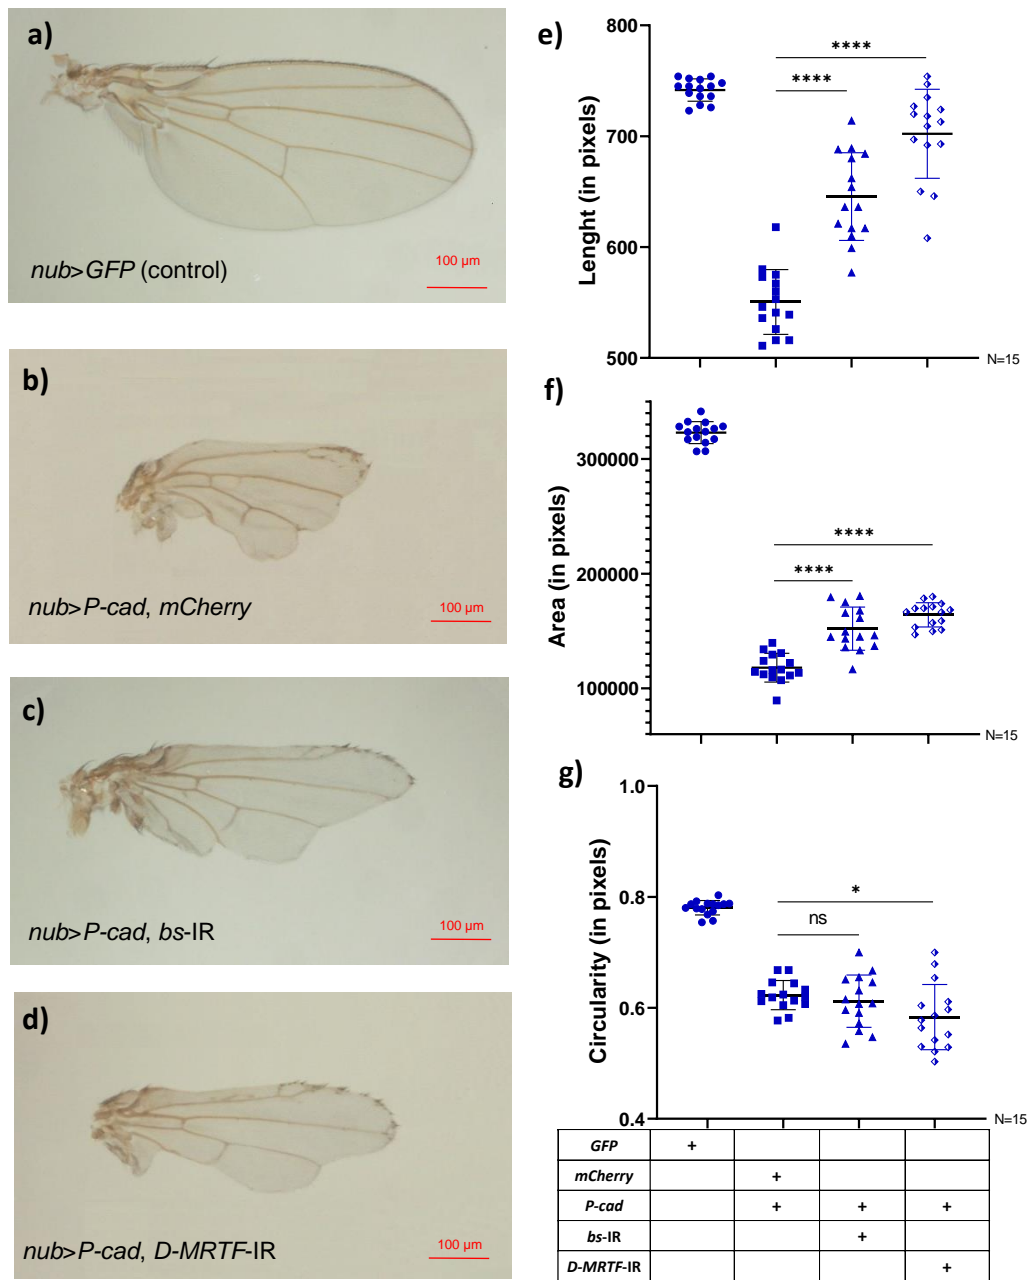 a)
nub>GFP (control)
100 µm
b)
nub>P-cad, mCherry
100 µm
c)
nub>P-cad, bs-IR
100 µm
d)
nub>P-cad, D-MRTF-IR
100 µm
e)
Lenght (in pixels)
800
700
600
500
****
****
N=15
f)
Area (in pixels)
300000
200000
100000
****
****
N=15
g)
Circularity (in pixels)
1.0
0.8
0.6
0.4
*
ns
N=15
GFP +
mCherry +
P-cad + + +
bs-IR +
D-MRTF-IR +